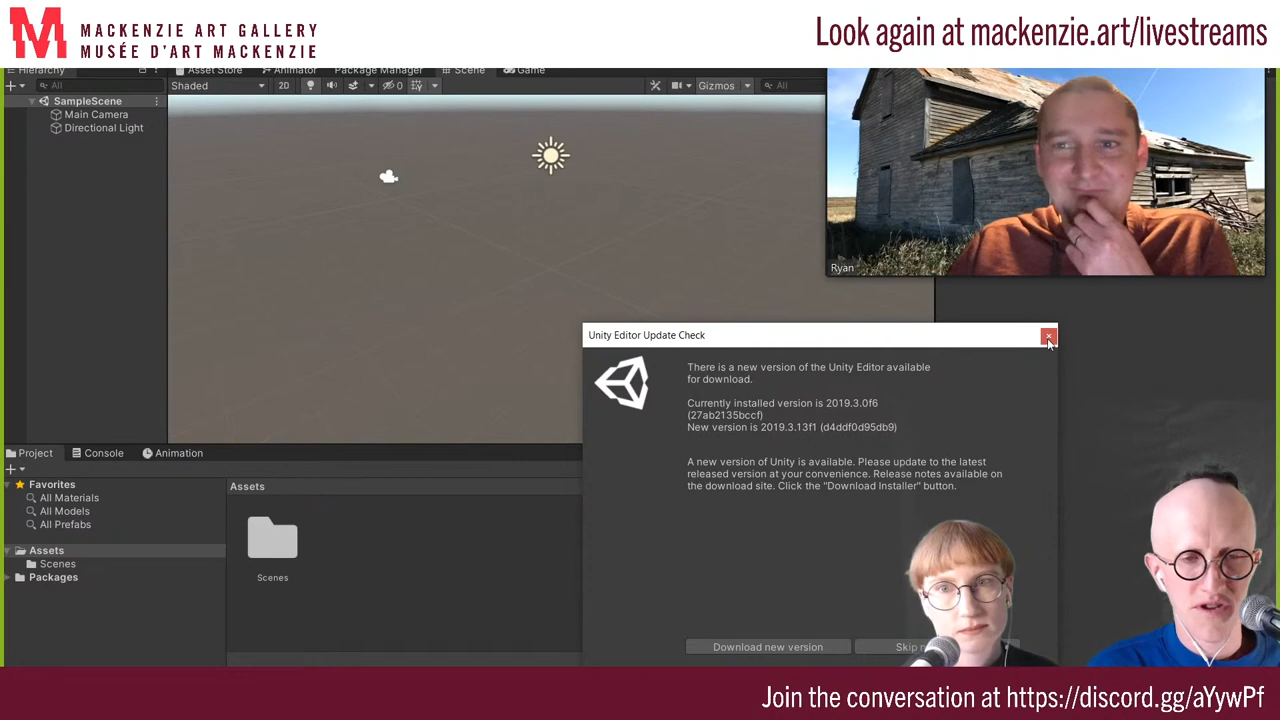 MACKENZIE ART GALLERY
MUSÉE D'ART MACKENZIE
Look again at mackenzie.art/livestreams
Hierarchy
Asset Store
Animator
Package Manager
Scene
Game
All
Shaded
2D
0
Gizmos
All
SampleScene
Main Camera
Directional Light
Ryan
Unity Editor Update Check
There is a new version of the Unity Editor available
for download.
Currently installed version is 2019.3.0f6
(27ab2135bccf)
New version is 2019.3.13f1 (d4ddf0d95db9)
A new version of Unity is available. Please update to the latest
released version at your convenience. Release notes available on
the download site. Click the "Download Installer" button.
Download new version
Skip
Project
Console
Animation
Favorites
All Materials
All Models
All Prefabs
Assets
Scenes
Packages
Assets
Scenes
Join the conversation at https://discord.gg/aYywPf